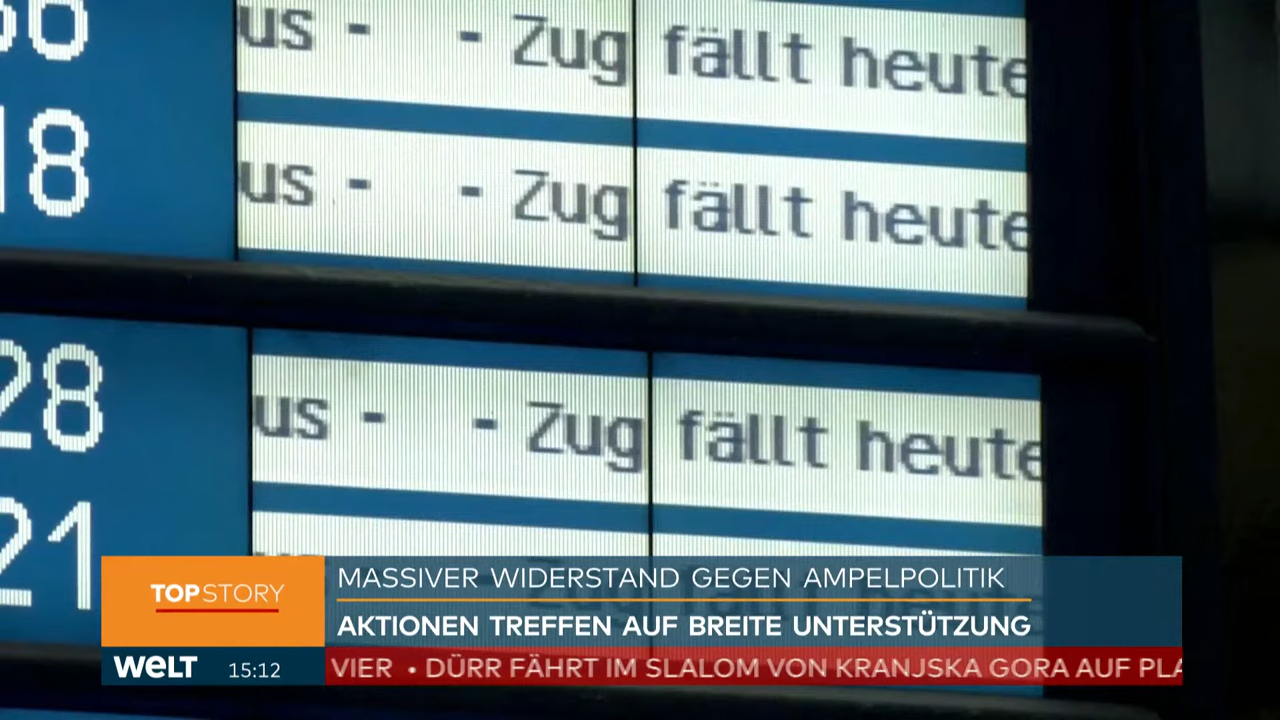 us - - Zug fällt heute
18 us - - Zug fällt heute
28 us - - Zug fällt heute
21
TOPSTORY
MASSIVER WIDERSTAND GEGEN AMPELPOLITIK
AKTIONEN TREFFEN AUF BREITE UNTERSTÜTZUNG
WELT 15:12
VIER • DÜRR FÄHRT IM SLALOM VON KRANJSKA GORA AUF PLA